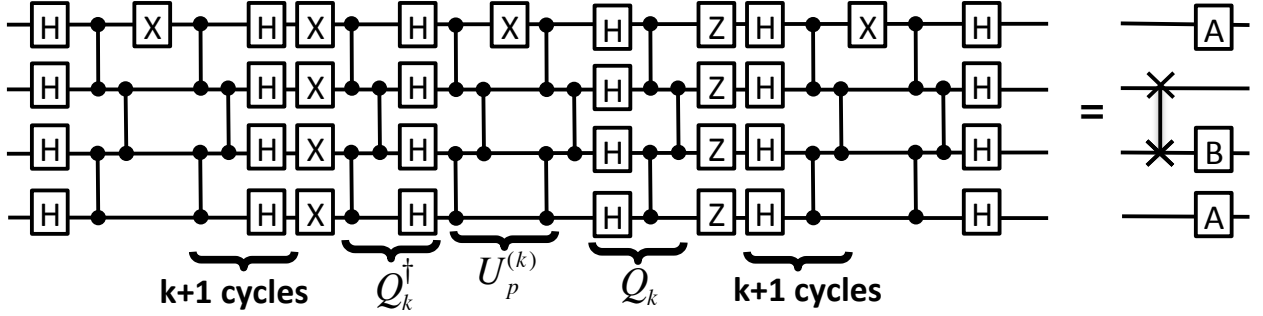 H X H X H X H Z H X H A
H H X H H Z H H
=
H H X H H Z H H B
H H X H H Z H H A
k+1 cycles Q_k^† U_p^{(k)} Q_k k+1 cycles